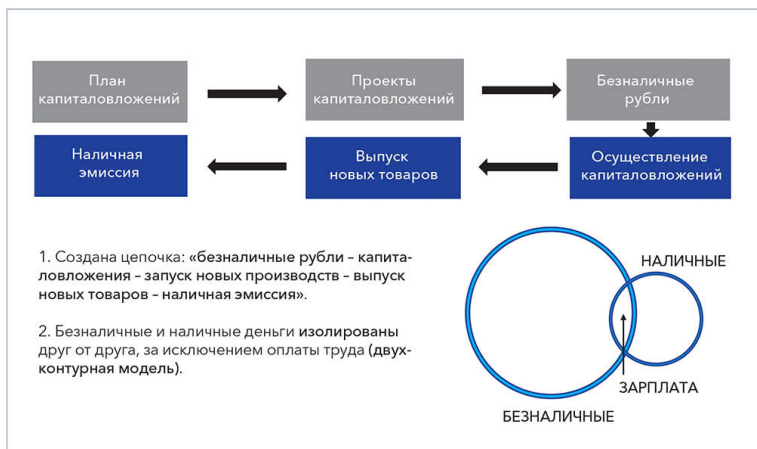 План
капиталовложений
Проекты
капиталовложений
Безналичные
рубли
Наличная
эмиссия
Выпуск
новых товаров
Осуществление
капиталовложений
1. Создана цепочка: «безналичные рубли – капита-
ловложения – запуск новых производств – выпуск
новых товаров – наличная эмиссия».
2. Безналичные и наличные деньги изолированы
друг от друга, за исключением оплаты труда (двух-
контурная модель).
НАЛИЧНЫЕ
ЗАРПЛАТА
БЕЗНАЛИЧНЫЕ